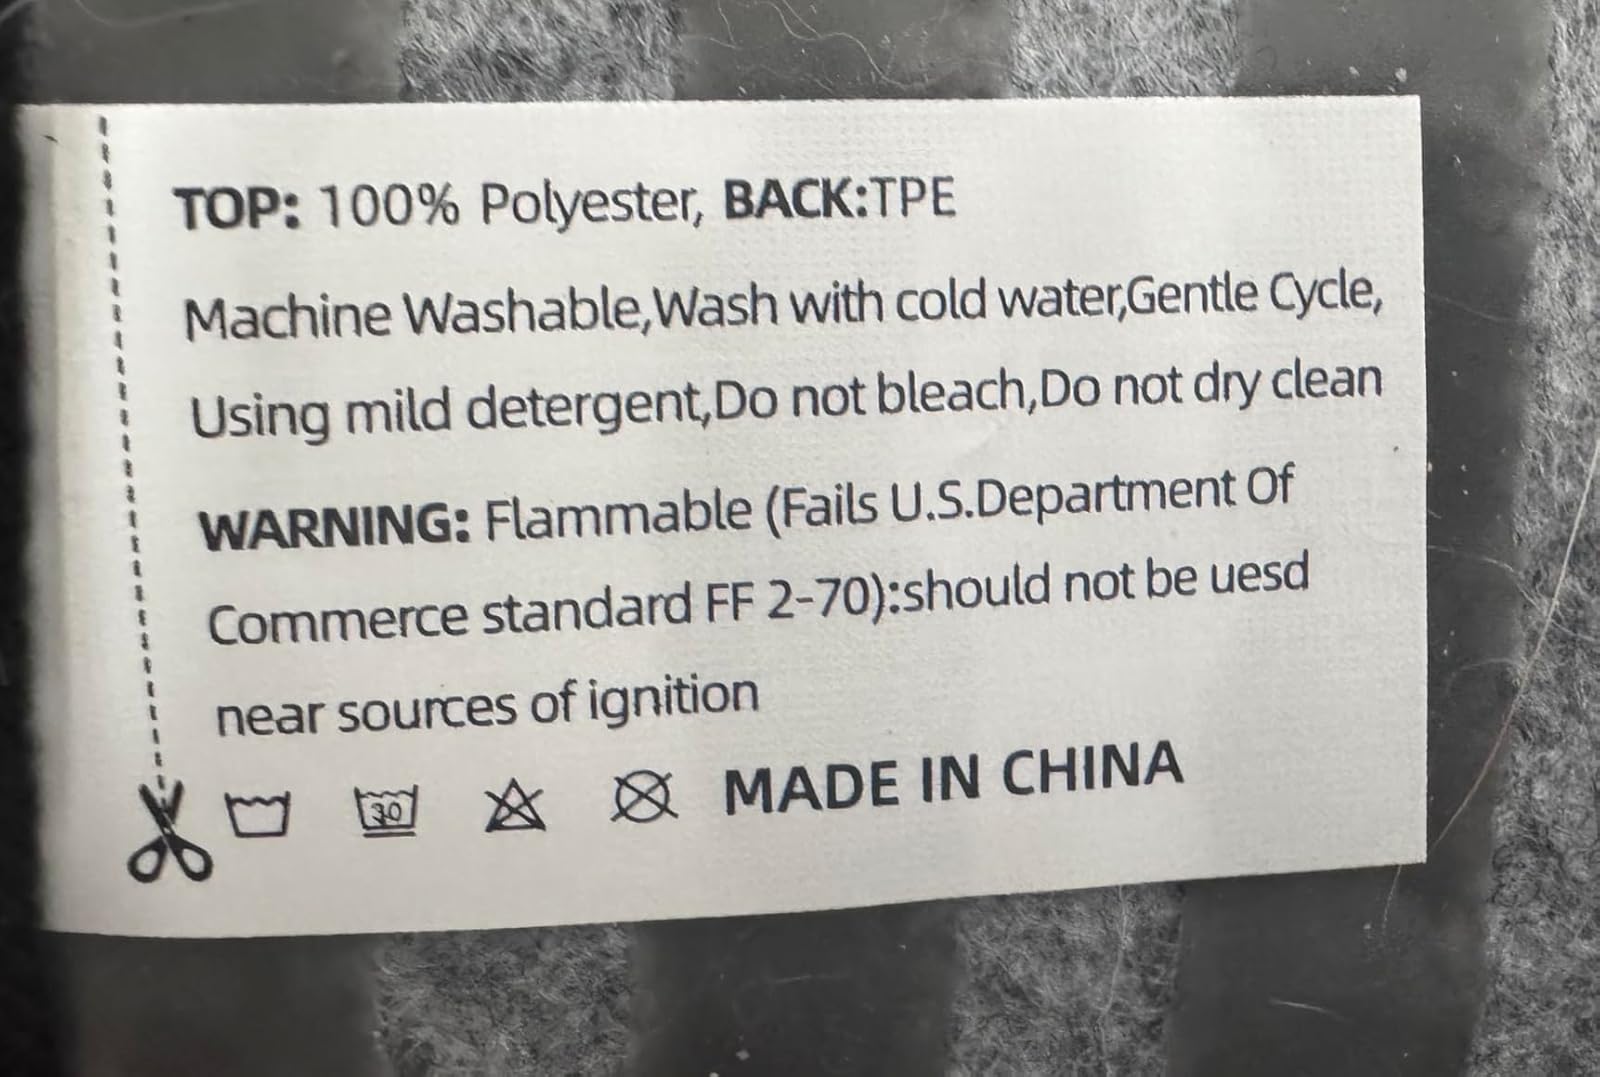 TOP: 100% Polyester, BACK:TPE
Machine Washable,Wash with cold water,Gentle Cycle,
Using mild detergent,Do not bleach,Do not dry clean
WARNING: Flammable (Fails U.S.Department Of
Commerce standard FF 2-70):should not be uesd
near sources of ignition
30 MADE IN CHINA